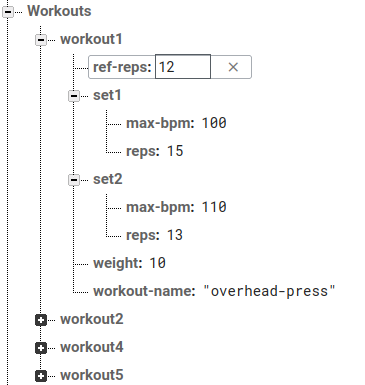 Workouts
workout1
ref-reps: 12
set1
max-bpm: 100
reps: 15
set2
max-bpm: 110
reps: 13
weight: 10
workout-name: "overhead-press"
workout2
workout4
workout5